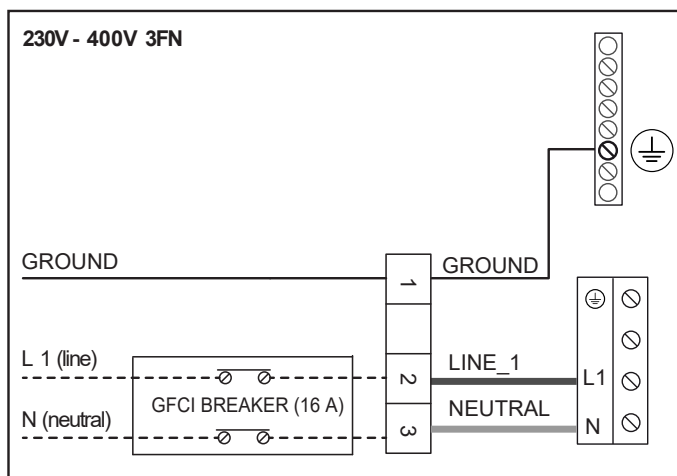 230V - 400V 3FN
GROUND
1
GROUND
L 1 (line)
2
LINE_1
L1
GFCI BREAKER (16 A)
N (neutral)
3
NEUTRAL
N